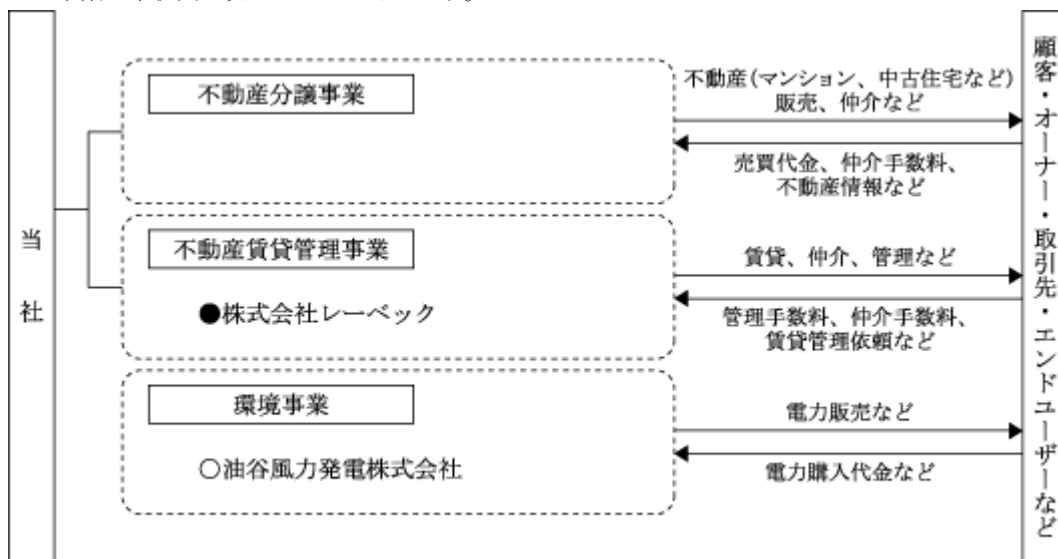 当社
不動産分譲事業
不動産(マンション、中古住宅など)
販売、仲介など
売買代金、仲介手数料、
不動産情報など
不動産賃貸管理事業
●株式会社レーベック
賃貸、仲介、管理など
管理手数料、仲介手数料、
賃貸管理依頼など
環境事業
○油谷風力発電株式会社
電力販売など
電力購入代金など
顧客・オーナー・取引先・エンドユーザーなど